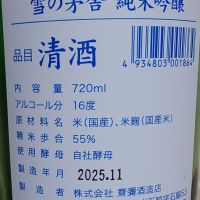 雪の茅舎 純米吟醸
品目 清酒
4 934803 001864
内容量 720ml
アルコール分 16度
原材料名 米(国産米)、米麹(国産米)
精米歩合 55%
使用酵母 自社酵母
製造年月 2025.11
製造者 株式会社 齋彌酒造店